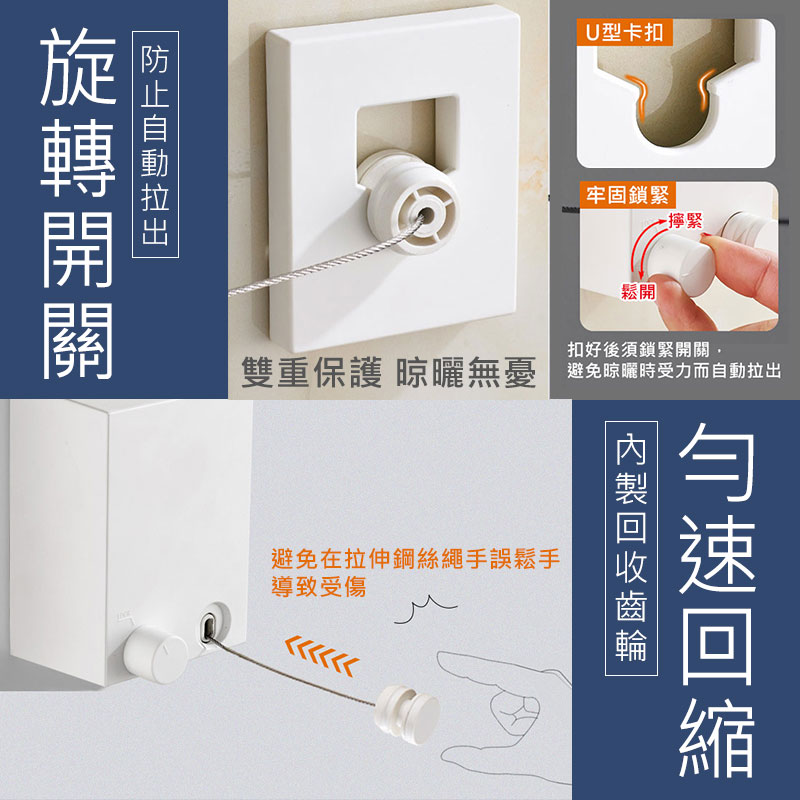 旋轉開關
防止自動拉出
U型卡扣
牢固鎖緊
擰緊
鬆開
扣好後須鎖緊開關，
避免晾曬時受力而自動拉出
雙重保護 晾曬無憂
避免在拉伸鋼絲繩手誤鬆手
導致受傷
內製回收齒輪
勻速回縮